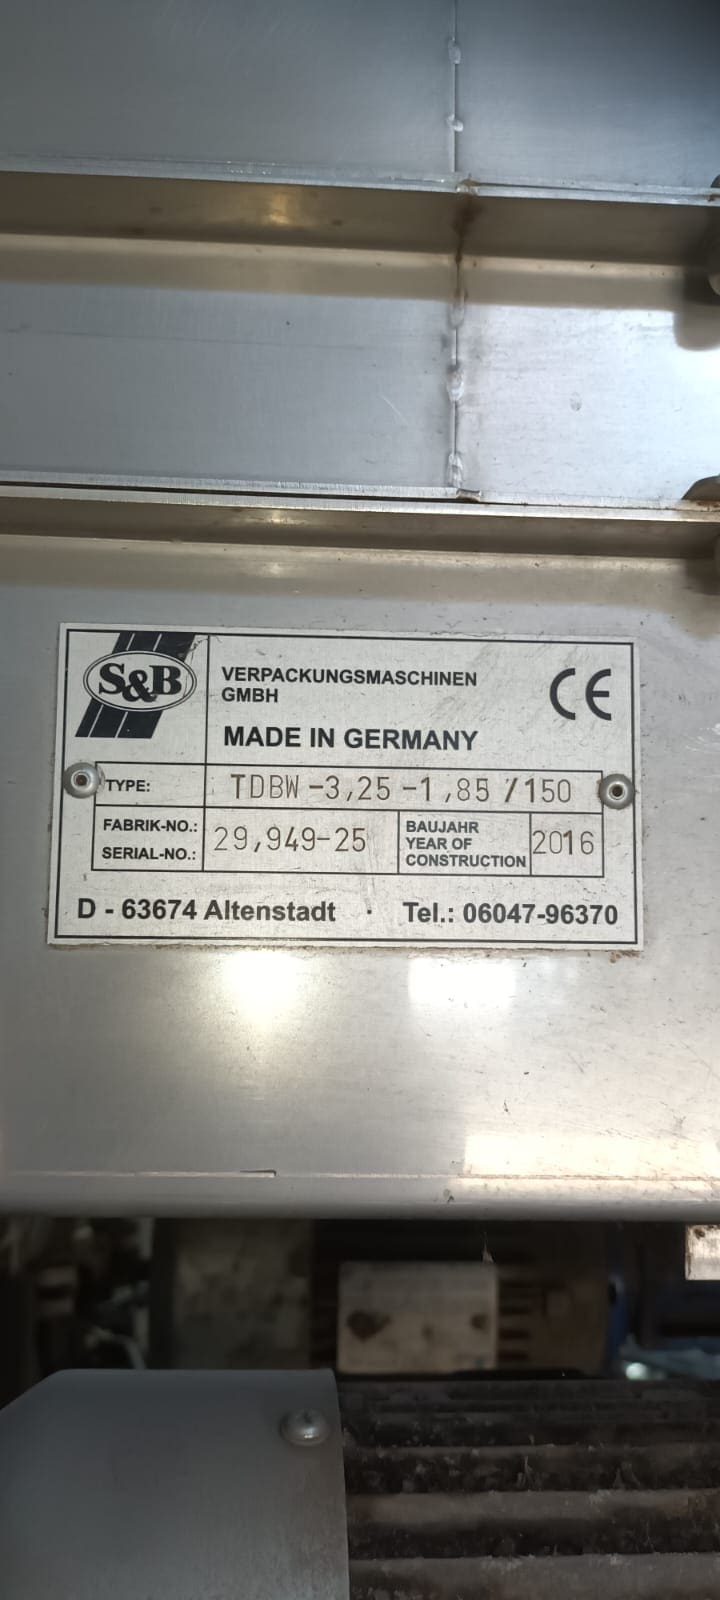 S&B
VERPACKUNGSMASCHINEN
GMBH
CE
MADE IN GERMANY
TYPE: TDBW-3,25-1,85/150
FABRIK-NO.:
SERIAL-NO.:
29,949-25
BAUJAHR
YEAR OF
CONSTRUCTION
2016
D - 63674 Altenstadt · Tel.: 06047-96370